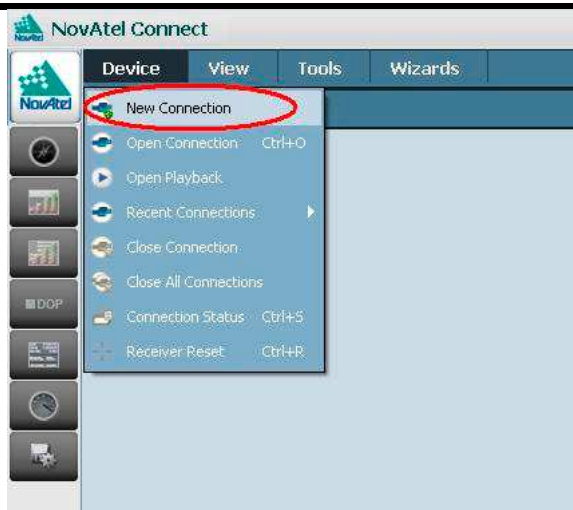 NovAtel Connect
NovAtel
Device View Tools Wizards
New Connection
Open Connection Ctrl+O
Open Playback
Recent Connections
Close Connection
Close All Connections
DOP
Connection Status Ctrl+S
Receiver Reset Ctrl+R